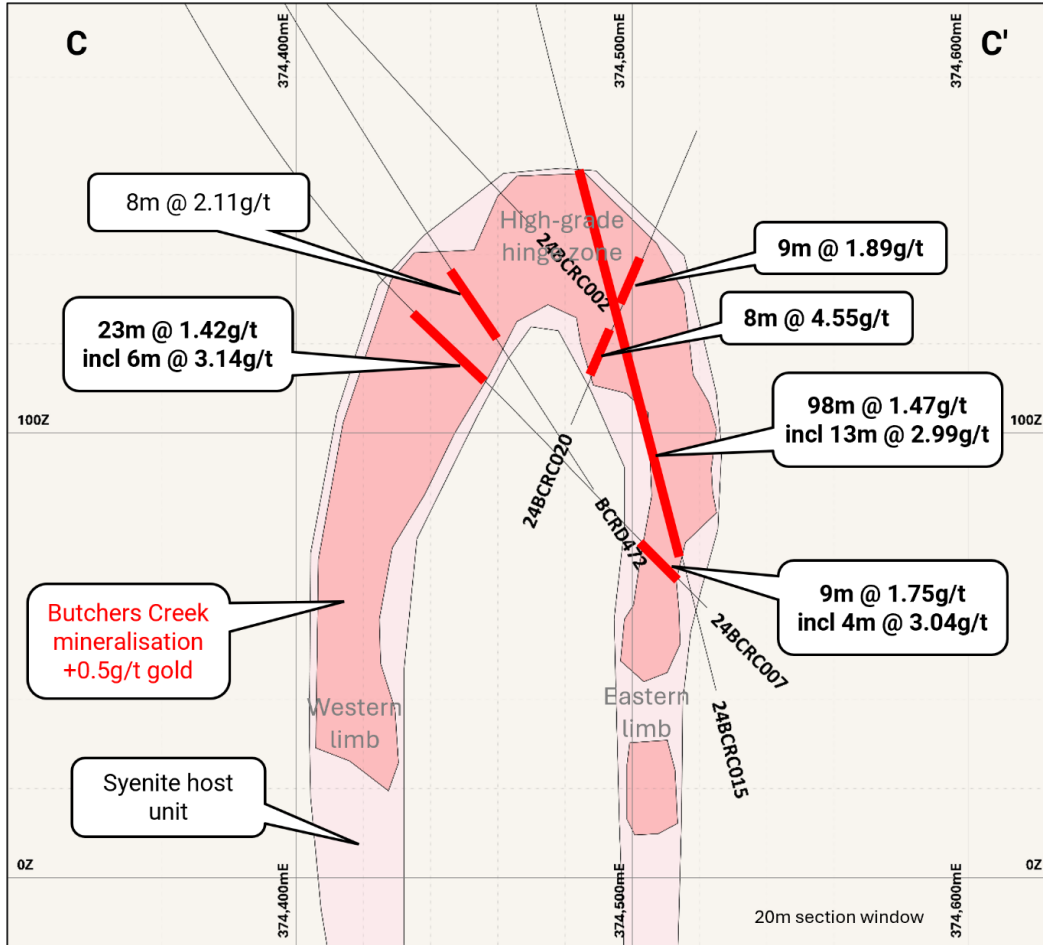 C
374,400mE
374,500mE
374,600mE
C'
8m @ 2.11g/t
High-grade
hinge zone
24BCRC002
9m @ 1.89g/t
8m @ 4.55g/t
23m @ 1.42g/t
incl 6m @ 3.14g/t
98m @ 1.47g/t
incl 13m @ 2.99g/t
100Z
100Z
24BCRC020
BCRD472
9m @ 1.75g/t
incl 4m @ 3.04g/t
Butchers Creek
mineralisation
+0.5g/t gold
24BCRC007
Western
limb
Eastern
limb
24BCRC015
Syenite host
unit
0Z
0Z
374,400mE
374,500mE
374,600mE
20m section window